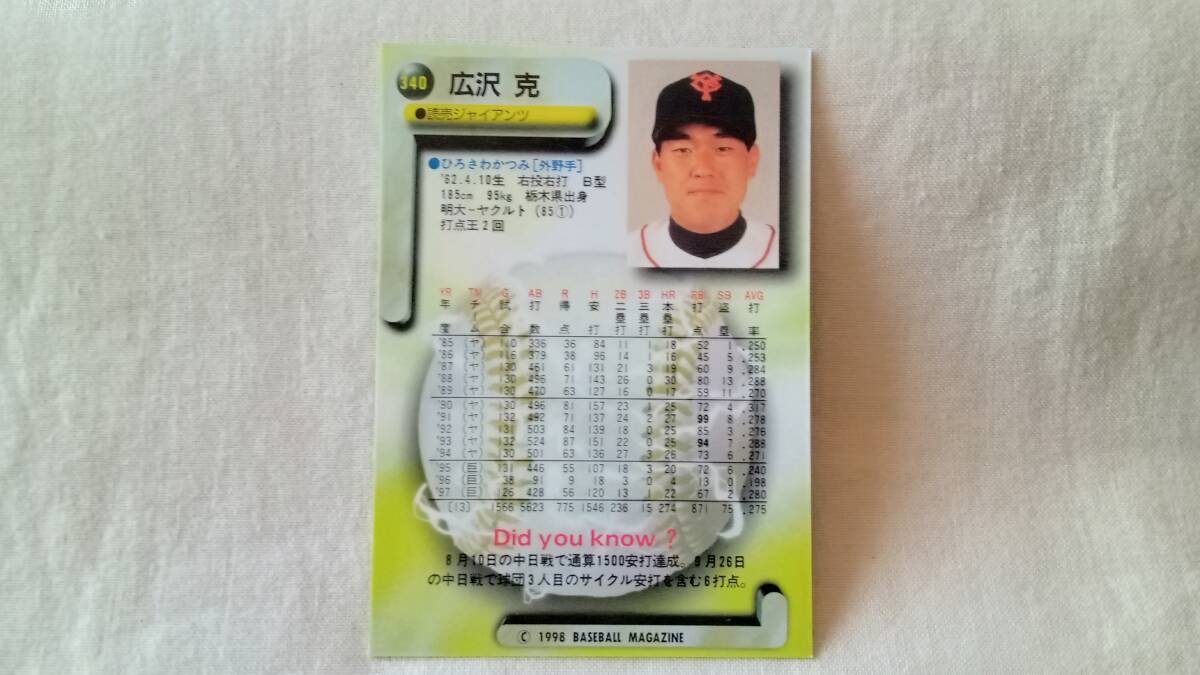 340 広沢 克
●読売ジャイアンツ
●ひろさわかつみ[外野手]
'62.4.10生 右投右打 B型
185cm 95kg 栃木県出身
明大-ヤクルト(85①)
打点王2回
YR TM G AB R H 2B 3B HR RBI SB AVG
年度 チーム 試合 打数 得点 安打 二塁打 三塁打 本塁打 打点 盗塁 打率
'85 (ヤ) 110 336 36 84 11 1 18 52 1 .250
'86 (ヤ) 116 379 38 96 14 1 16 45 5 .253
'87 (ヤ) 130 461 61 131 21 3 19 60 9 .284
'88 (ヤ) 130 496 71 143 26 0 30 80 13 .288
'89 (ヤ) 130 470 63 127 16 0 17 59 11 .270
'90 (ヤ) 130 496 81 157 23 1 25 72 4 .317
'91 (ヤ) 132 492 71 137 24 2 27 99 8 .278
'92 (ヤ) 131 503 84 139 18 0 25 85 3 .276
'93 (ヤ) 132 524 87 151 22 0 25 94 7 .288
'94 (ヤ) 130 501 63 136 27 3 26 73 6 .271
'95 (巨) 131 446 55 107 18 3 20 72 6 .240
'96 (巨) 38 91 9 18 3 0 4 13 0 .198
'97 (巨) 126 428 56 120 13 1 22 67 2 .280
(13) 1566 5623 775 1546 236 15 274 871 75 .275
Did you know ?
8月10日の中日戦で通算1500安打達成。9月26日
の中日戦で球団3人目のサイクル安打を含む6打点。
© 1998 BASEBALL MAGAZINE